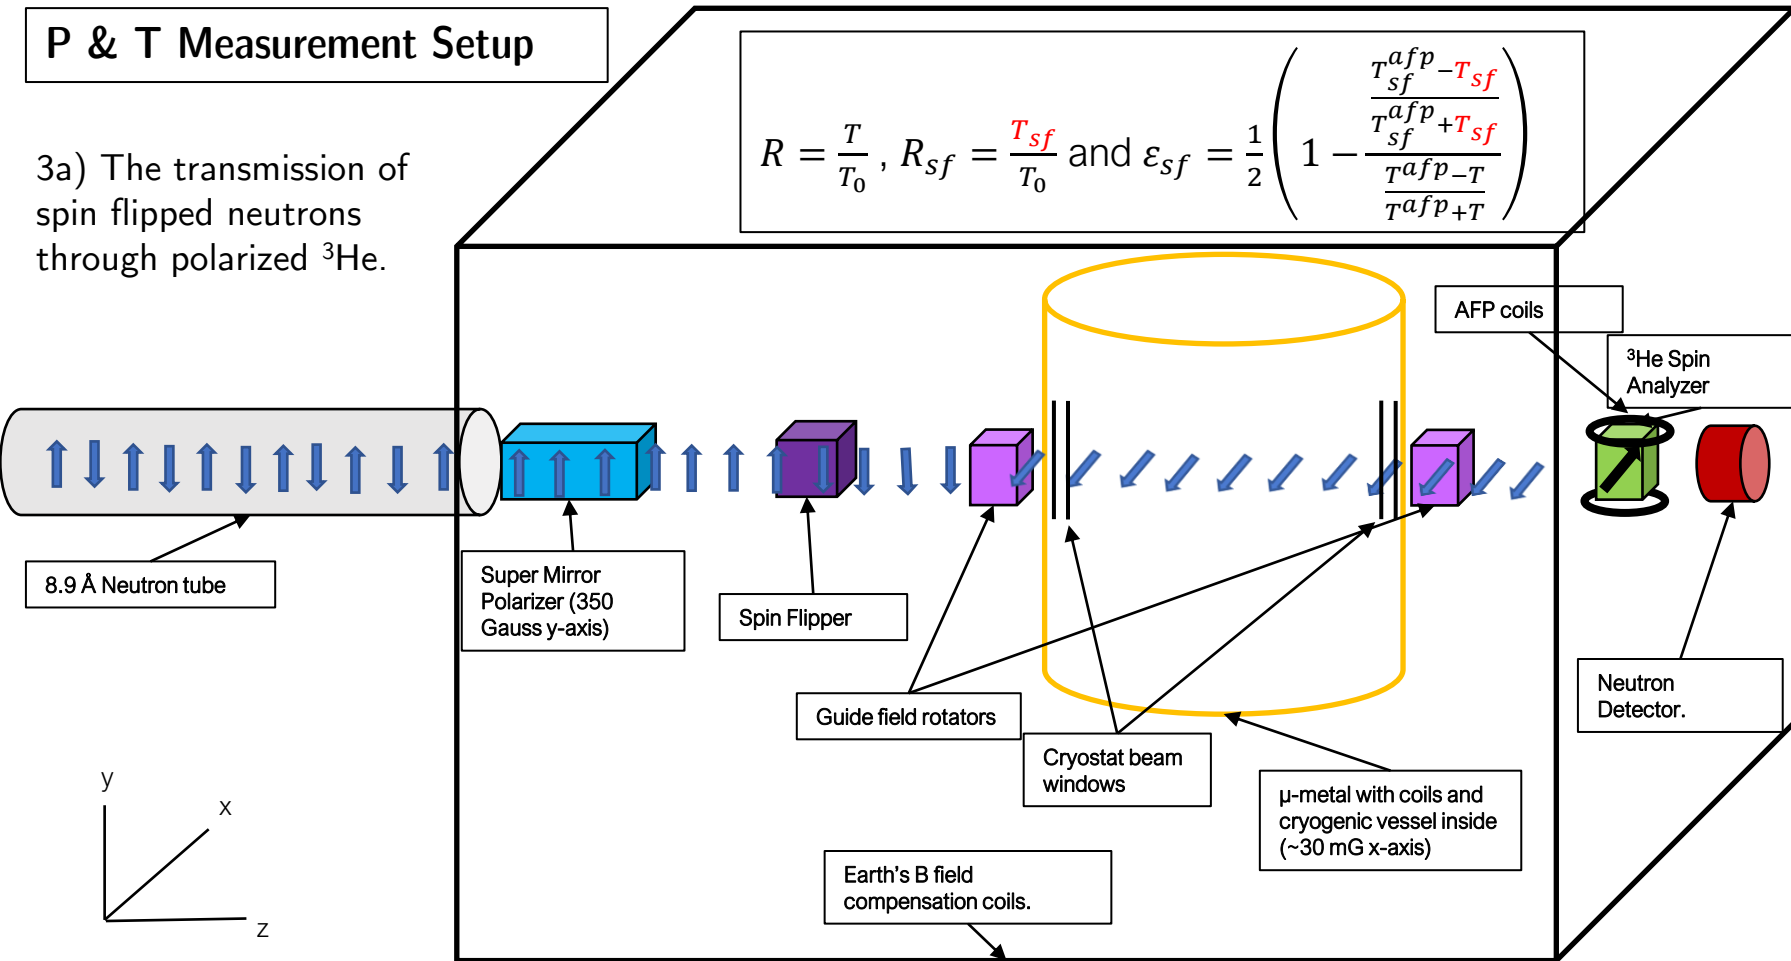 P & T Measurement Setup
3a) The transmission of
spin flipped neutrons
through polarized ³He.
R = T/T₀ , R_sf = T_sf/T₀ and ε_sf = 1/2 ( 1 − ((T_sf^afp − T_sf)/(T_sf^afp + T_sf)) / ((T^afp − T)/(T^afp + T)) )
AFP coils
³He Spin
Analyzer
8.9 Å Neutron tube
Super Mirror
Polarizer (350
Gauss y-axis)
Spin Flipper
Guide field rotators
Cryostat beam
windows
μ-metal with coils and
cryogenic vessel inside
(~30 mG x-axis)
Neutron
Detector.
Earth's B field
compensation coils.
y
x
z